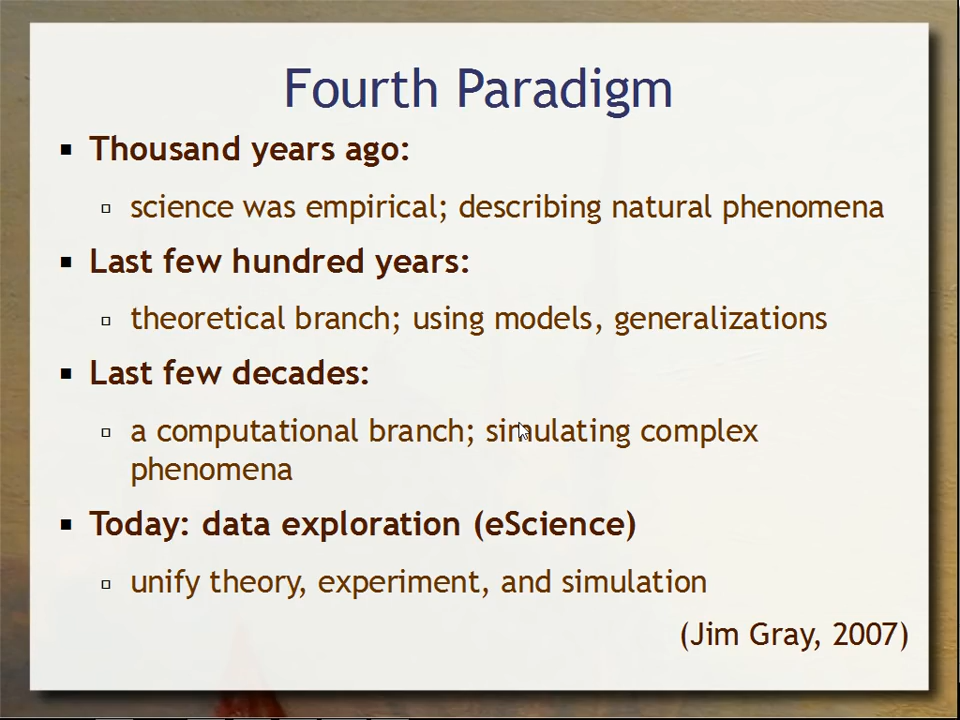 Fourth Paradigm
Thousand years ago:
science was empirical; describing natural phenomena
Last few hundred years:
theoretical branch; using models, generalizations
Last few decades:
a computational branch; simulating complex
phenomena
Today: data exploration (eScience)
unify theory, experiment, and simulation
(Jim Gray, 2007)